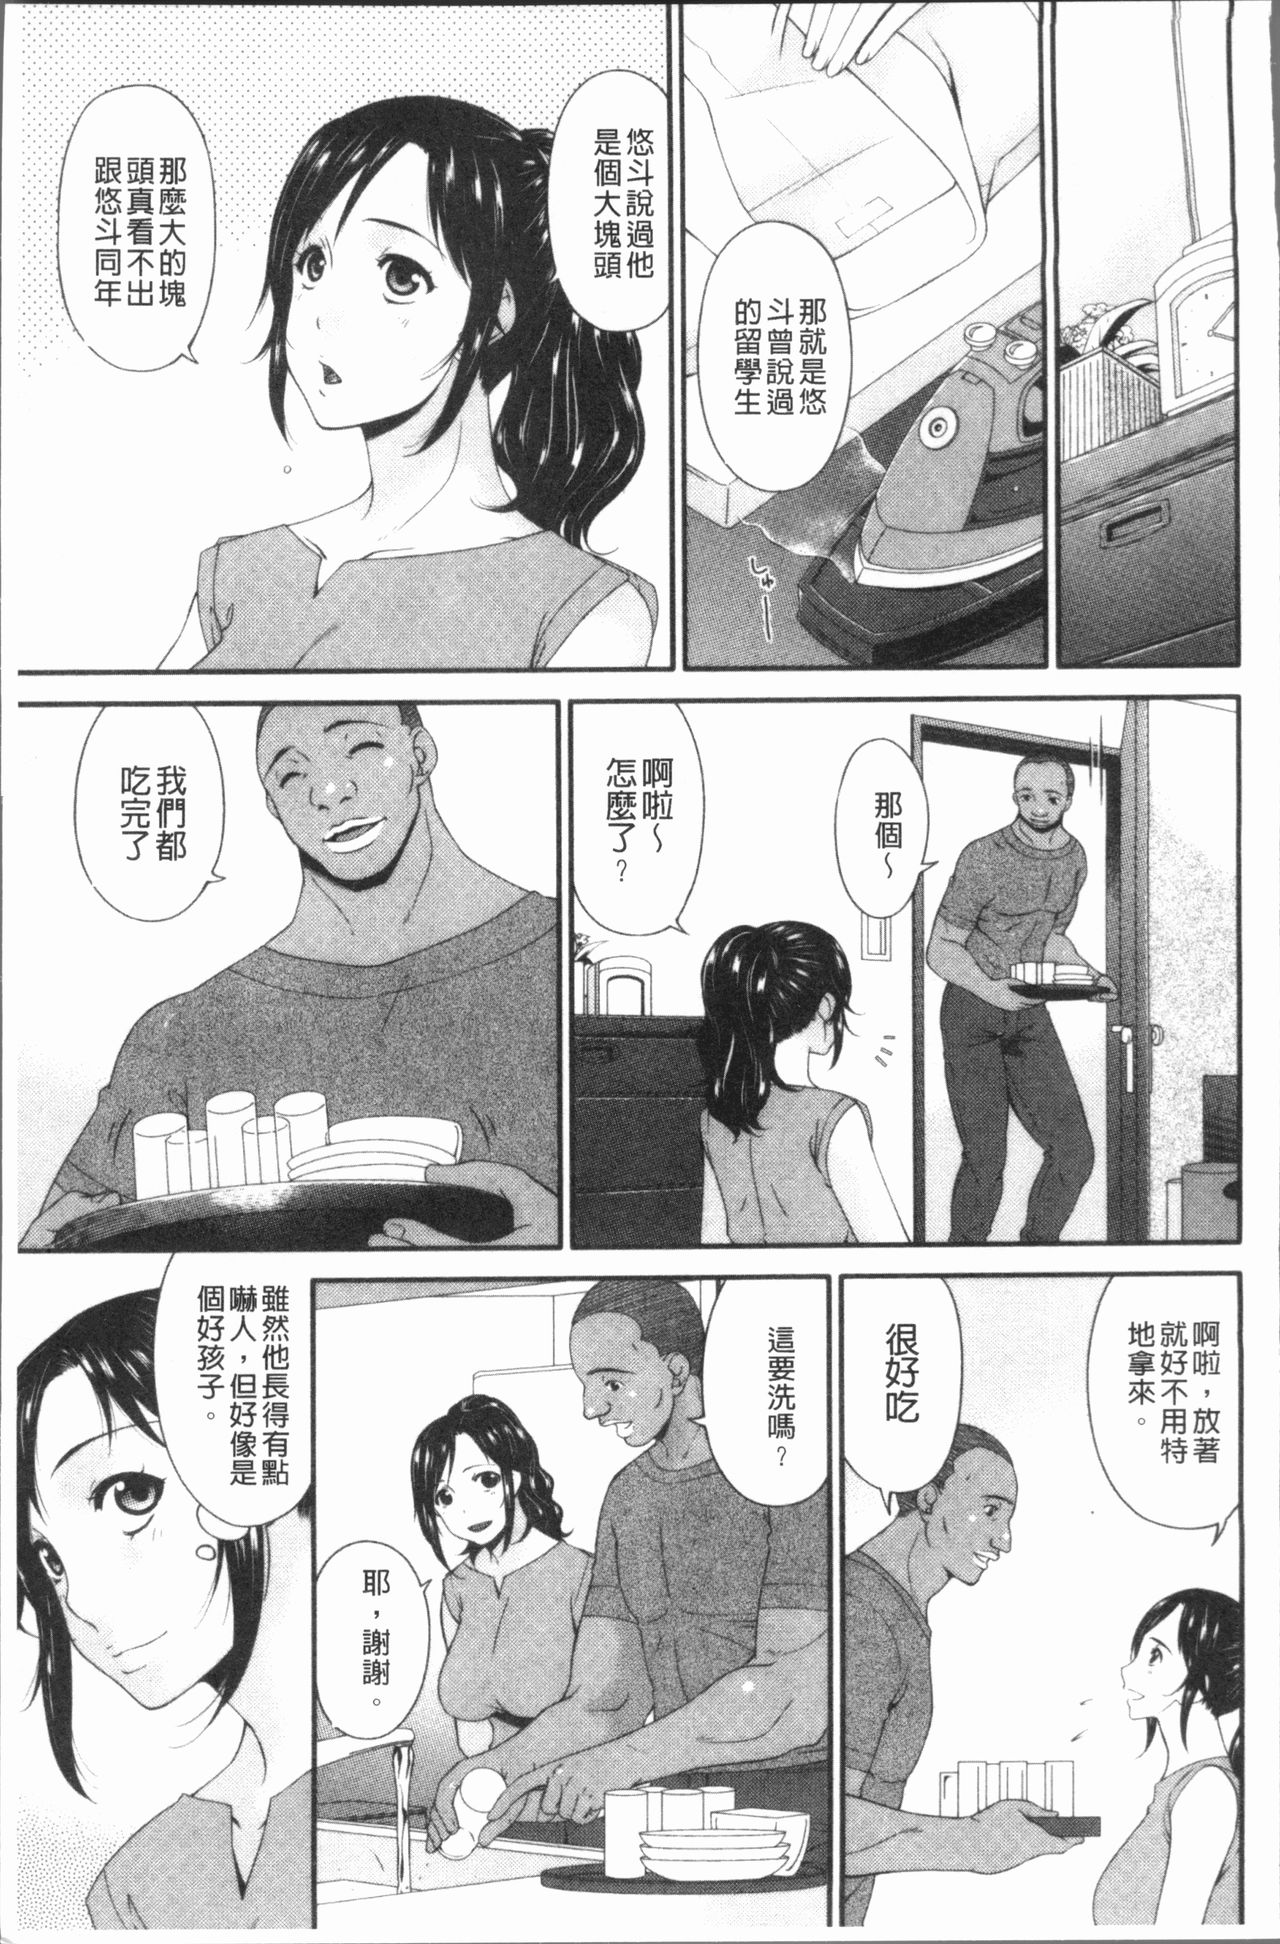 那就是悠
斗曾說過
的留學生
しゅー
悠斗說過他
是個大塊頭
那麼大的塊
頭真看不出
跟悠斗同年
那個～
啊啦～
怎麼了？
我們都
吃完了
啊啦，放著
就好不用特
地拿來。
很好吃
這要洗嗎？
耶，謝謝。
雖然他長得有點
嚇人，但好像是
個好孩子。